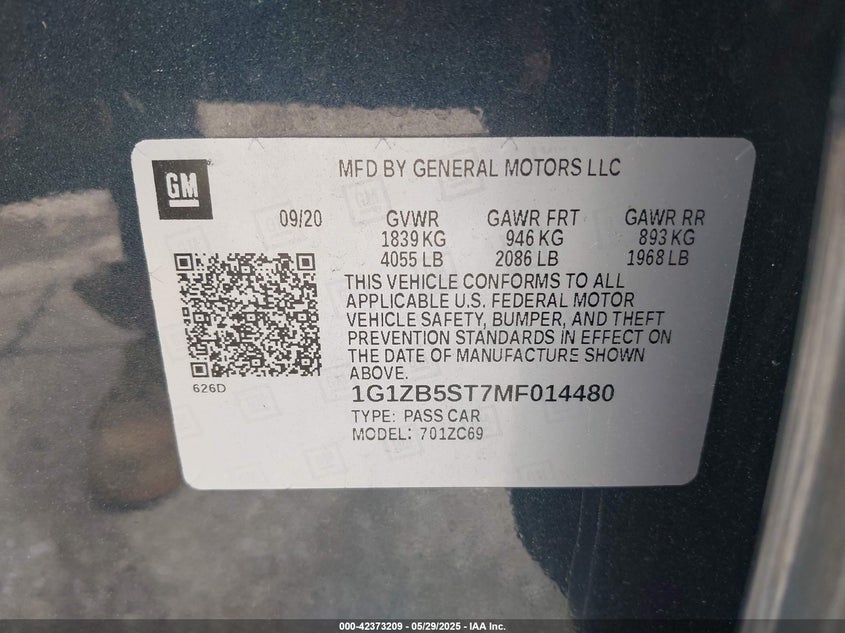 GM
MFD BY GENERAL MOTORS LLC
09/20 GVWR GAWR FRT GAWR RR
1839 KG 946 KG 893 KG
4055 LB 2086 LB 1968 LB
THIS VEHICLE CONFORMS TO ALL
APPLICABLE U.S. FEDERAL MOTOR
VEHICLE SAFETY, BUMPER, AND THEFT
PREVENTION STANDARDS IN EFFECT ON
THE DATE OF MANUFACTURE SHOWN
ABOVE.
626D
1G1ZB5ST7MF014480
TYPE: PASS CAR
MODEL: 701ZC69
000-42373209 - 05/29/2025 - IAA Inc.